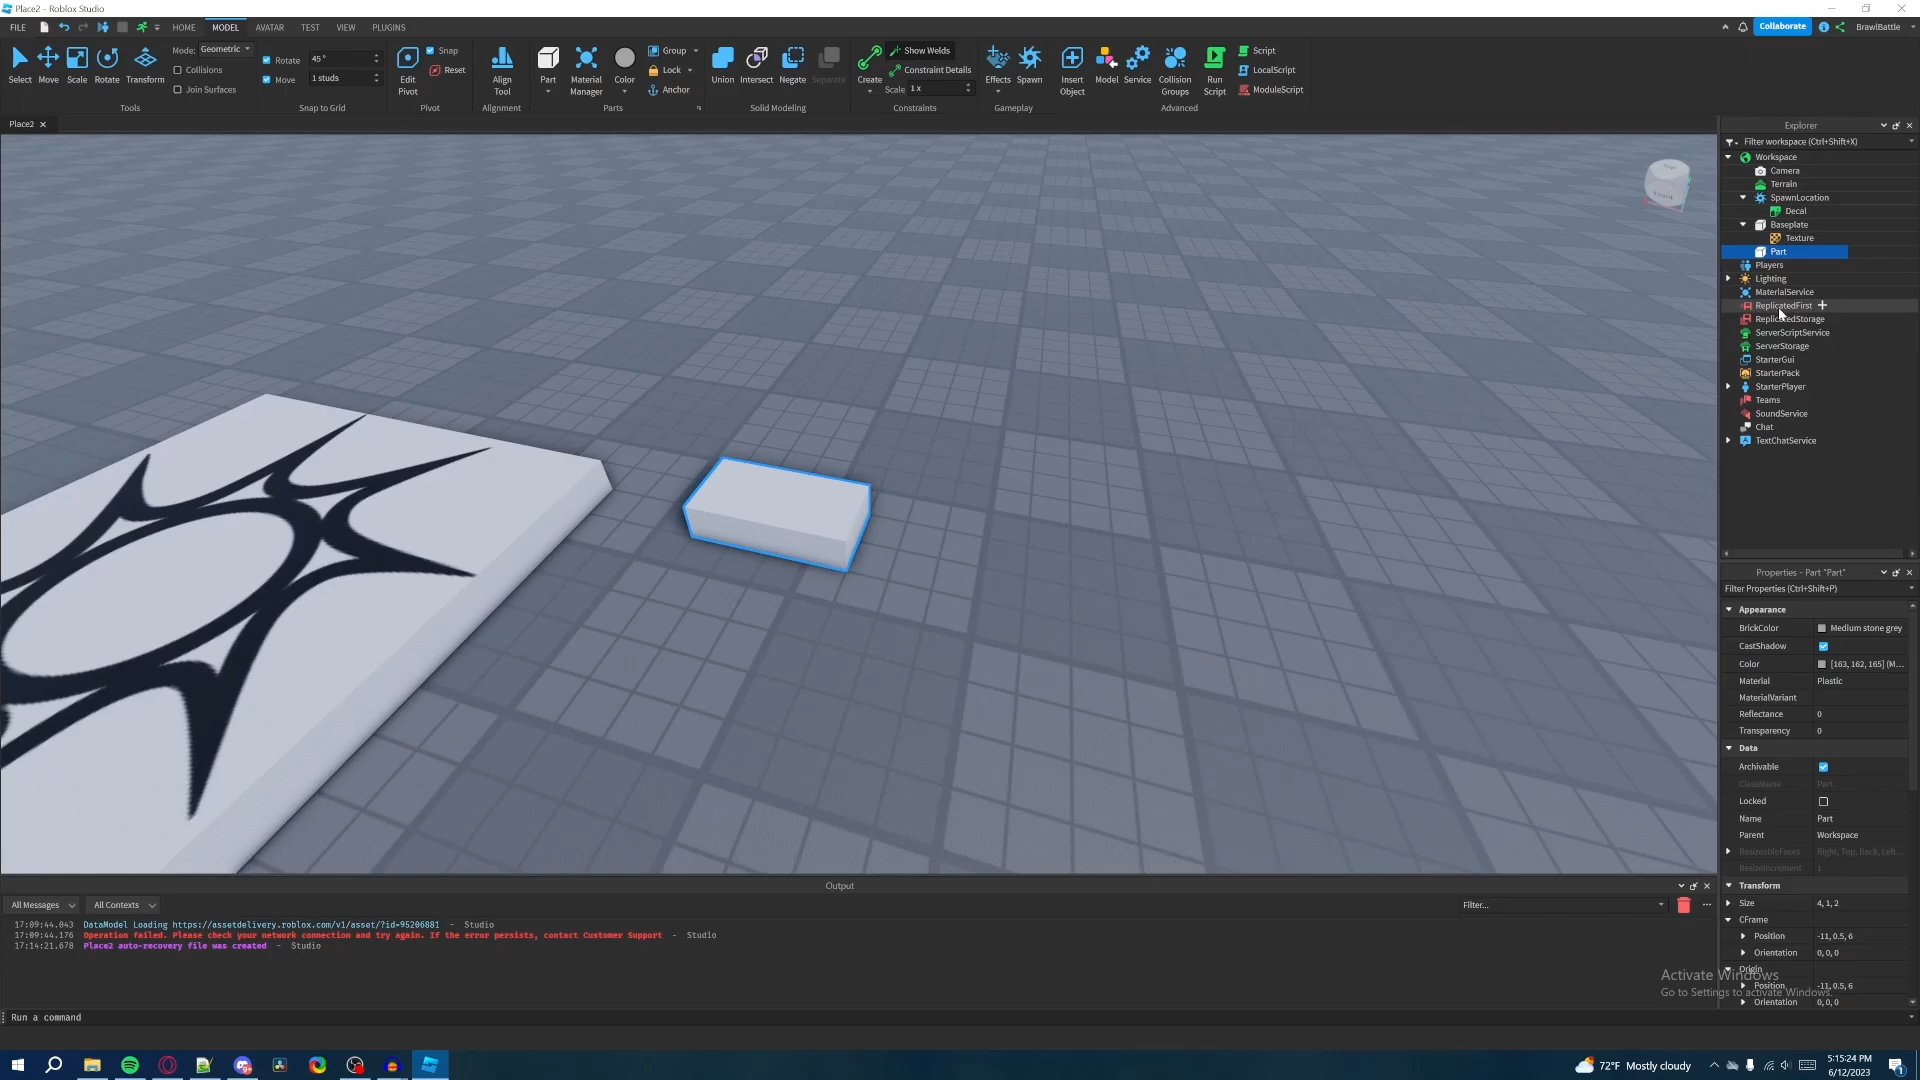 Place2 - Roblox Studio
FILE HOME MODEL AVATAR TEST VIEW PLUGINS Collaborate BrawlBattle
Select Move Scale Rotate Transform
Mode: Geometric
Collisions
Join Surfaces
Tools
Rotate 45 °
Move 1 studs
Snap to Grid
Edit Pivot
Snap
Reset
Pivot
Align Tool
Alignment
Part
Material Manager
Color
Group
Lock
Anchor
Parts
Union Intersect Negate Separate
Solid Modeling
Create
Show Welds
Constraint Details
Scale 1 x
Constraints
Effects Spawn
Gameplay
Insert Object
Model
Service
Collision Groups
Run Script
Script
LocalScript
ModuleScript
Advanced
Place2
Explorer
Filter workspace (Ctrl+Shift+X)
Workspace
Camera
Terrain
SpawnLocation
Decal
Baseplate
Texture
Part
Players
Lighting
MaterialService
ReplicatedFirst
ReplicatedStorage
ServerScriptService
ServerStorage
StarterGui
StarterPack
StarterPlayer
Teams
SoundService
Chat
TextChatService
Properties - Part "Part"
Filter Properties (Ctrl+Shift+P)
Appearance
BrickColor Medium stone grey
CastShadow
Color [163, 162, 165] (M...
Material Plastic
MaterialVariant
Reflectance 0
Transparency 0
Data
Archivable
ClassName Part
Locked
Name Part
Parent Workspace
ResizeableFaces Right, Top, Back, Left...
ResizeIncrement 1
Transform
Size 4, 1, 2
CFrame
Position -11, 0.5, 6
Orientation 0, 0, 0
Origin
Position -11, 0.5, 6
Orientation 0, 0, 0
Activate Windows
Go to Settings to activate Windows.
Output
All Messages All Contexts Filter...
17:09:44.043 DataModel Loading https://assetdelivery.roblox.com/v1/asset/?id=95206881 - Studio
17:09:44.176 Operation failed. Please check your network connection and try again. If the error persists, contact Customer Support - Studio
17:14:21.678 Place2 auto-recovery file was created - Studio
Run a command
72°F Mostly cloudy
5:15:24 PM
6/12/2023